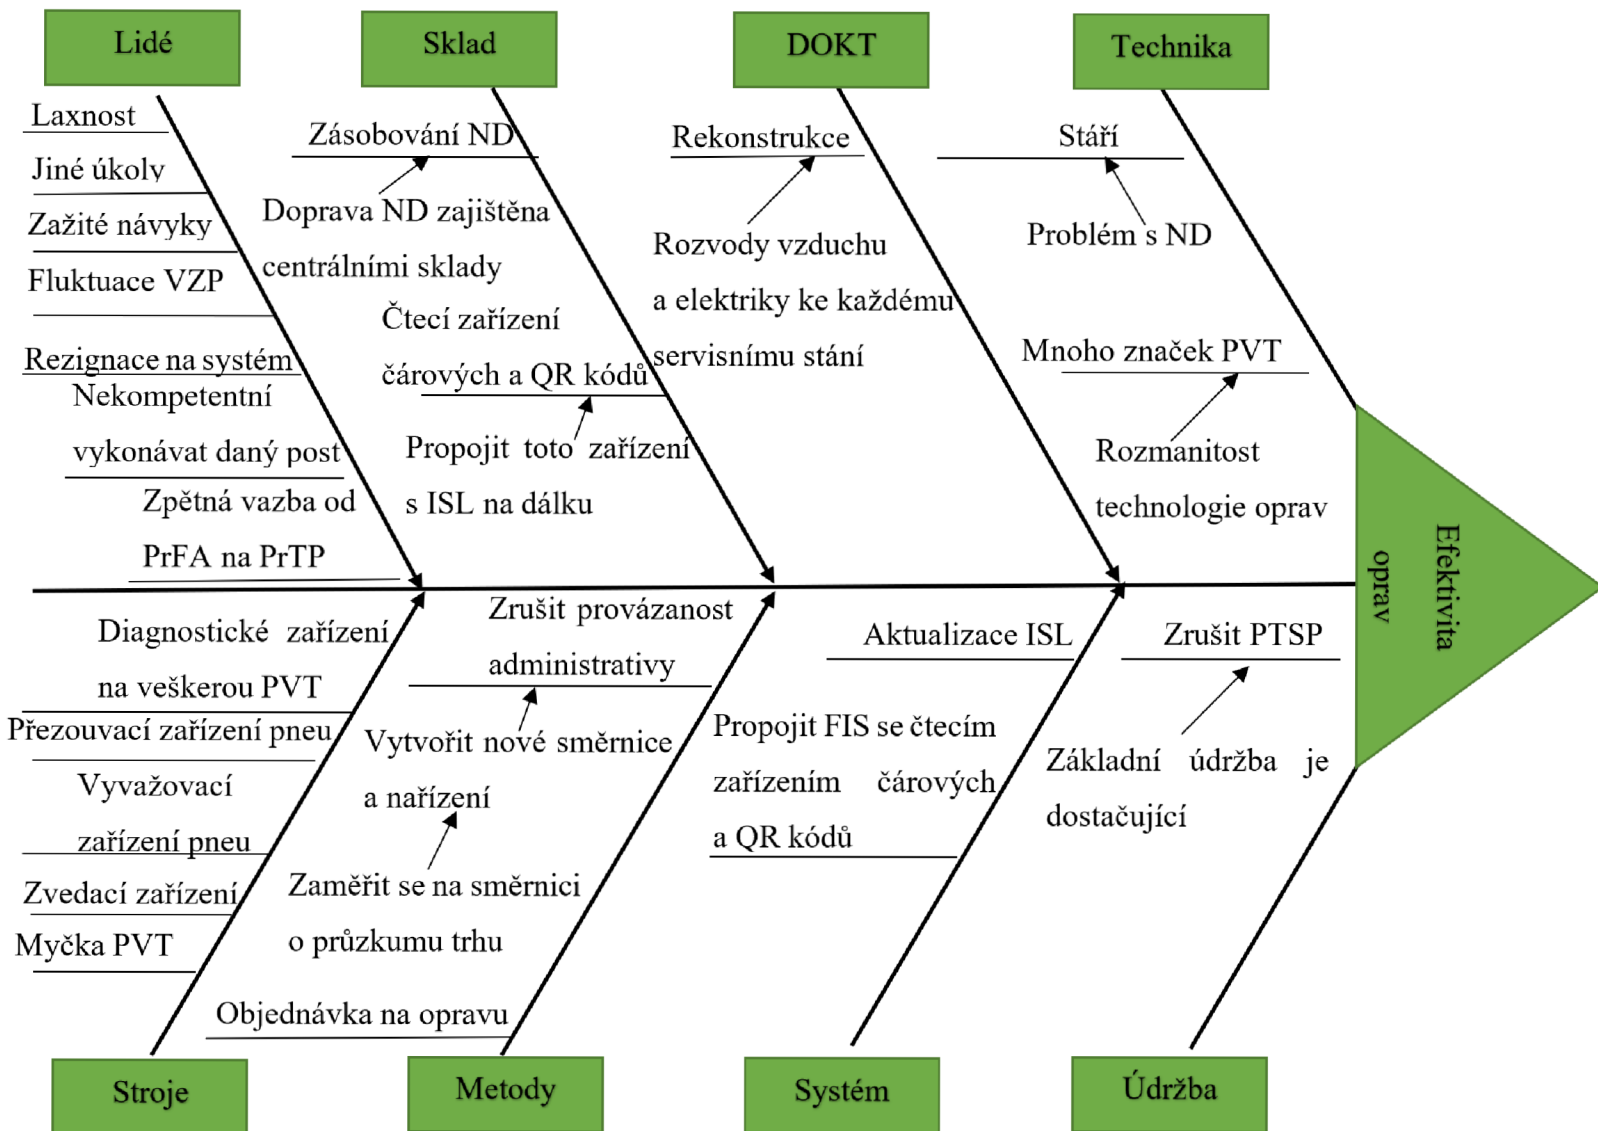 Lidé
Sklad
DOKT
Technika
Laxnost
Jiné úkoly
Zažité návyky
Fluktuace VZP
Rezignace na systém
Nekompetentní
vykonávat daný post
Zpětná vazba od
PrFA na PrTP
Zásobování ND
Doprava ND zajištěna
centrálními sklady
Čtecí zařízení
čárových a QR kódů
Propojit toto zařízení
s ISL na dálku
Rekonstrukce
Rozvody vzduchu
a elektriky ke každému
servisnímu stání
Stáří
Problém s ND
Mnoho značek PVT
Rozmanitost
technologie oprav
Efektivita
oprav
Diagnostické zařízení
na veškerou PVT
Přezouvací zařízení pneu
Vyvažovací
zařízení pneu
Zvedací zařízení
Myčka PVT
Zrušit provázanost
administrativy
Vytvořit nové směrnice
a nařízení
Zaměřit se na směrnici
o průzkumu trhu
Objednávka na opravu
Aktualizace ISL
Propojit FIS se čtecím
zařízením čárových
a QR kódů
Zrušit PTSP
Základní údržba je
dostačující
Stroje
Metody
Systém
Údržba